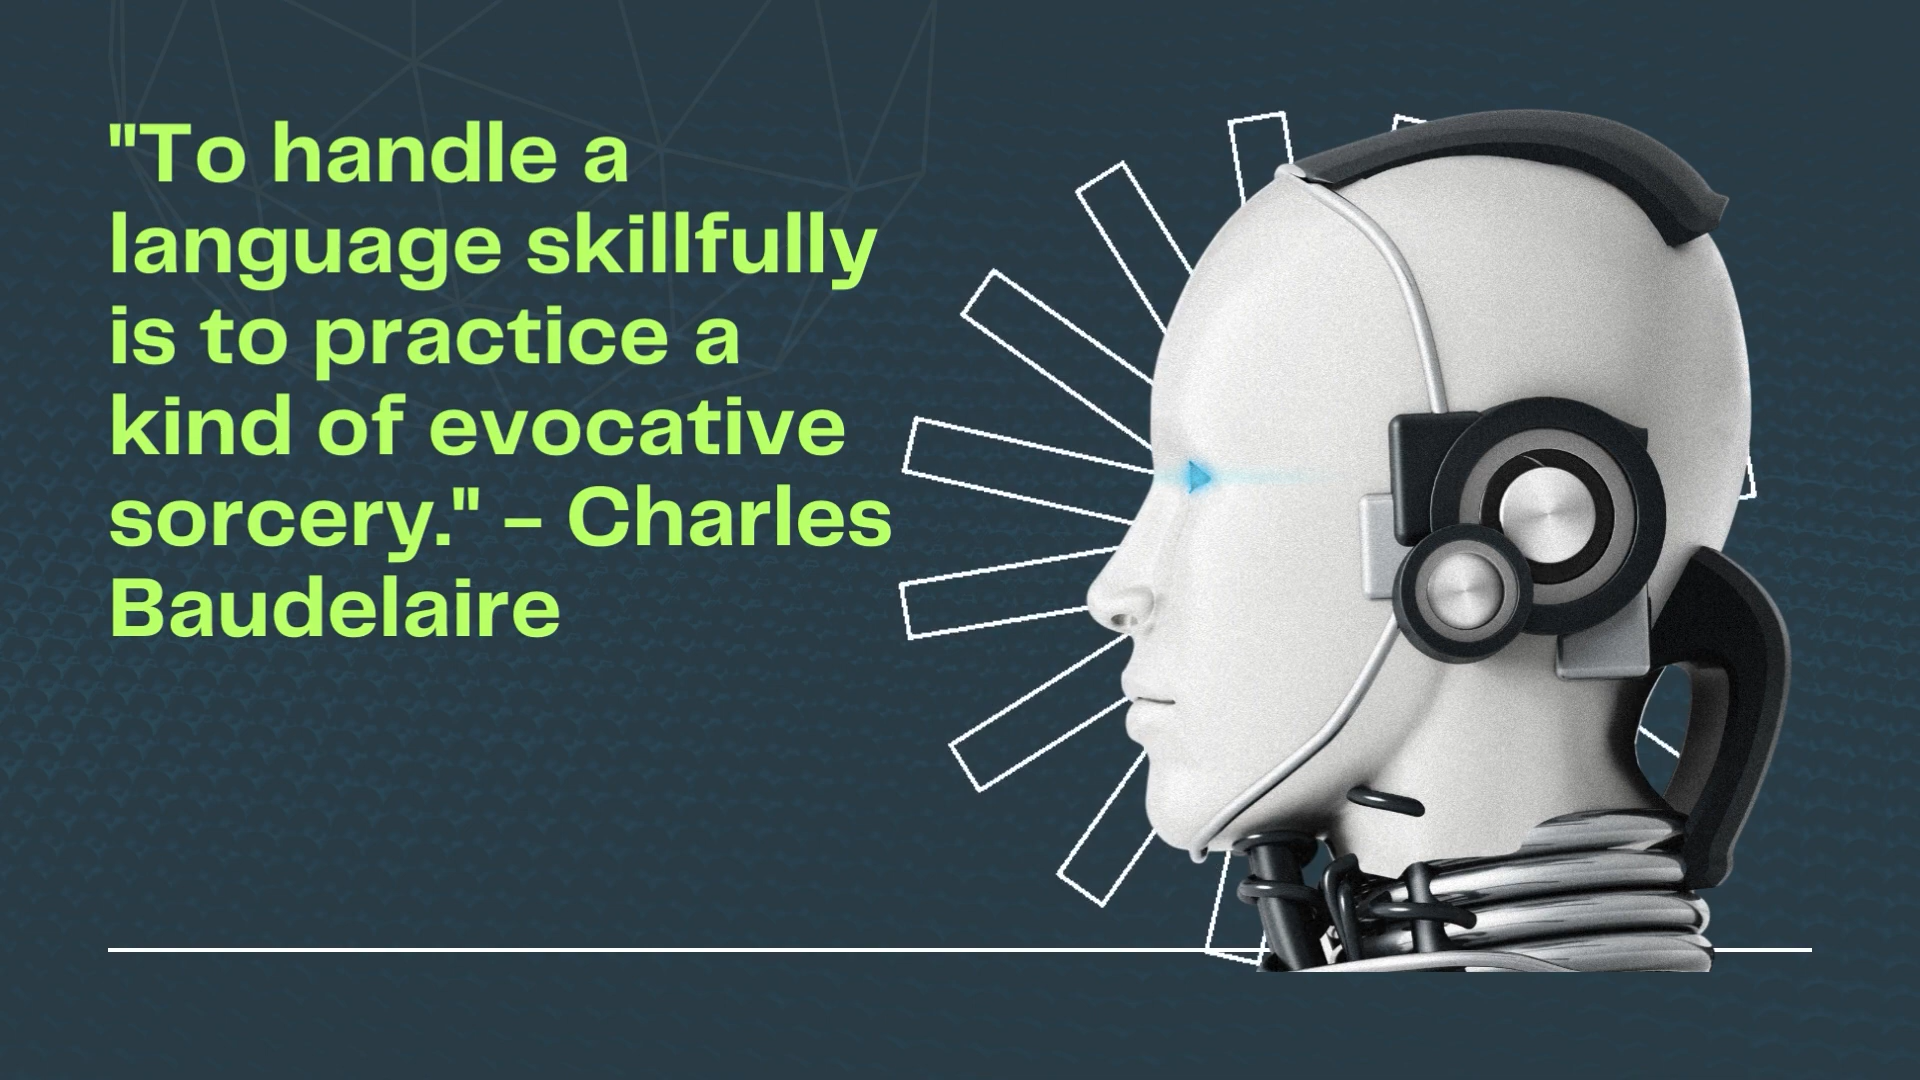 "To handle a
language skillfully
is to practice a
kind of evocative
sorcery." – Charles
Baudelaire